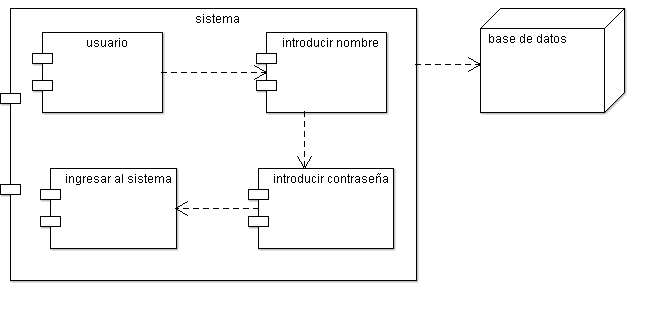 sistema
usuario
introducir nombre
base de datos
ingresar al sistema
introducir contraseña